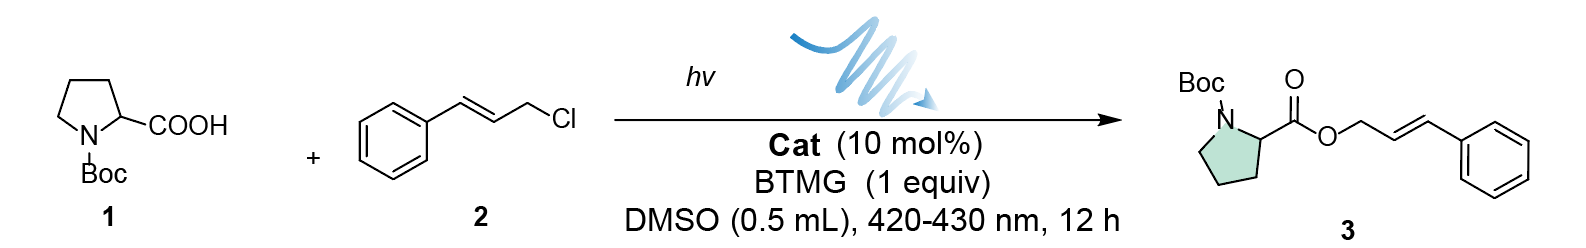 N
Boc
COOH
1
+
Cl
2
hv
Cat (10 mol%)
BTMG (1 equiv)
DMSO (0.5 mL), 420-430 nm, 12 h
Boc
N
O
O
3